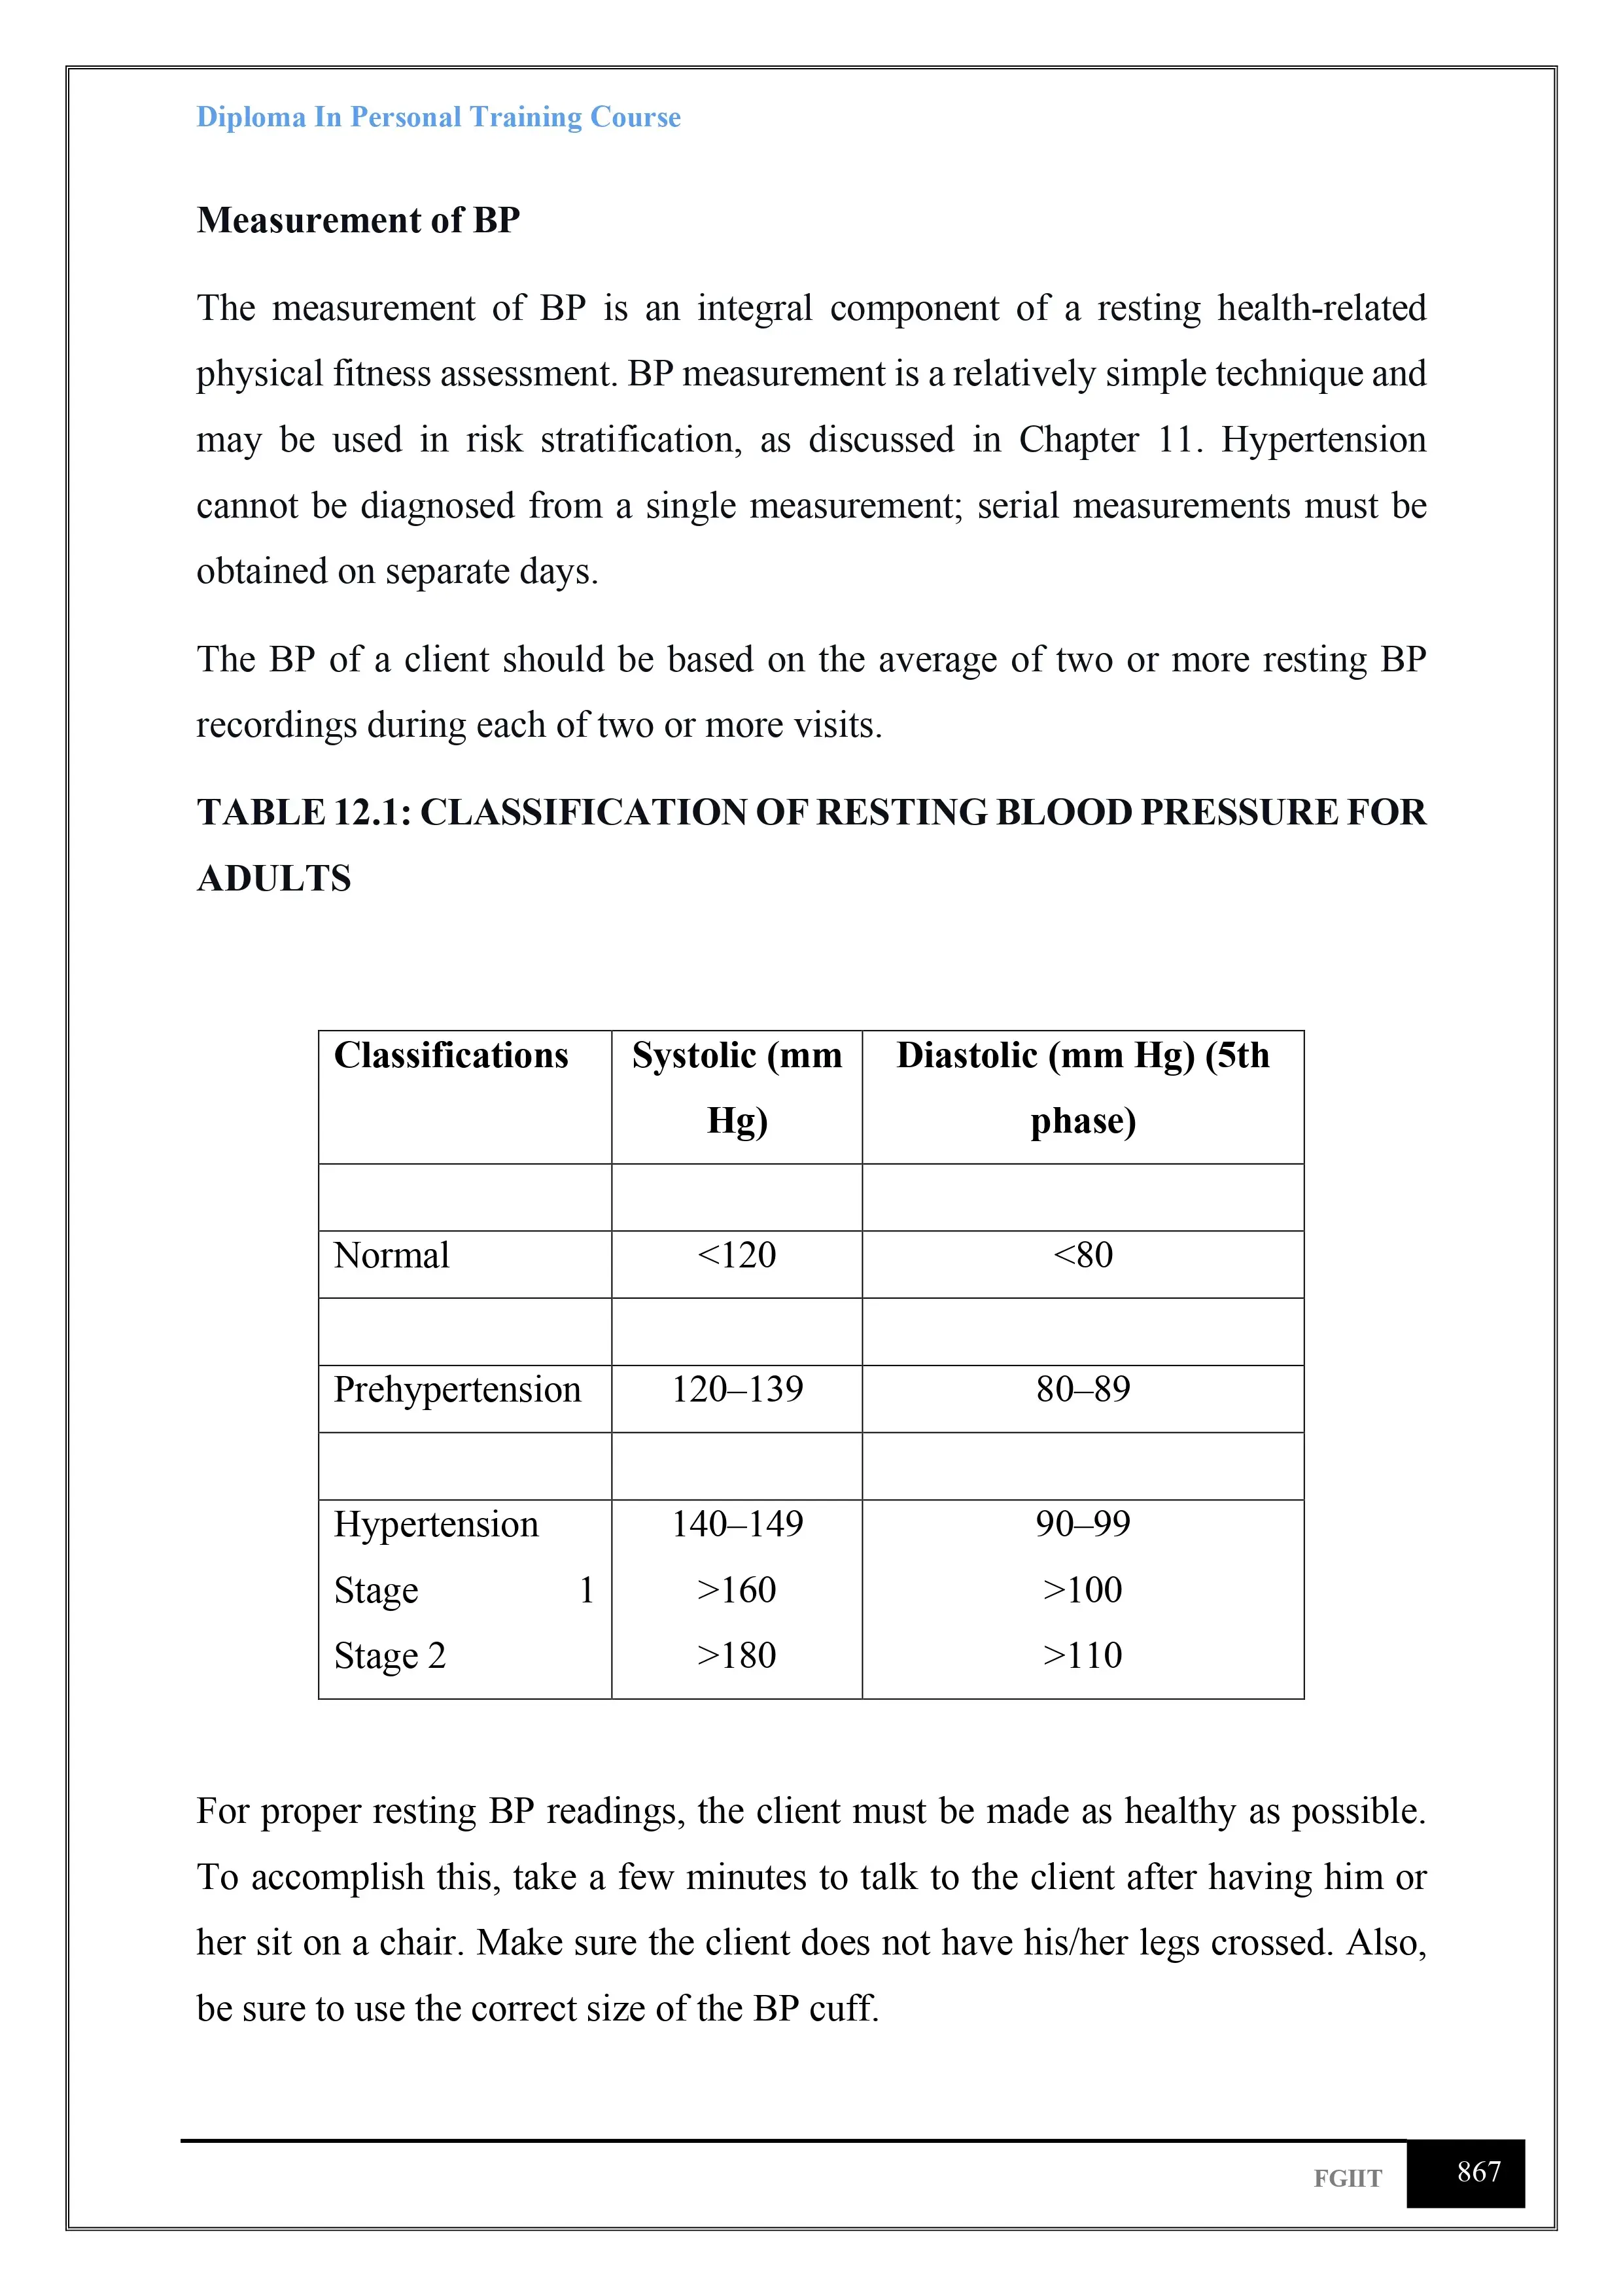 Diploma In Personal Training Course
Measurement of BP
The measurement of BP is an integral component of a resting health-related
physical fitness assessment. BP measurement is a relatively simple technique and
may be used in risk stratification, as discussed in Chapter 11. Hypertension
cannot be diagnosed from a single measurement; serial measurements must be
obtained on separate days.
The BP of a client should be based on the average of two or more resting BP
recordings during each of two or more visits.
TABLE 12.1: CLASSIFICATION OF RESTING BLOOD PRESSURE FOR
ADULTS
Classifications Systolic (mm Diastolic (mm Hg) (5th
Hg) phase)
Normal <120 <80
Prehypertension 120–139 80–89
Hypertension 140–149 90–99
Stage 1 >160 >100
Stage 2 >180 >110
For proper resting BP readings, the client must be made as healthy as possible.
To accomplish this, take a few minutes to talk to the client after having him or
her sit on a chair. Make sure the client does not have his/her legs crossed. Also,
be sure to use the correct size of the BP cuff.
FGIIT 867